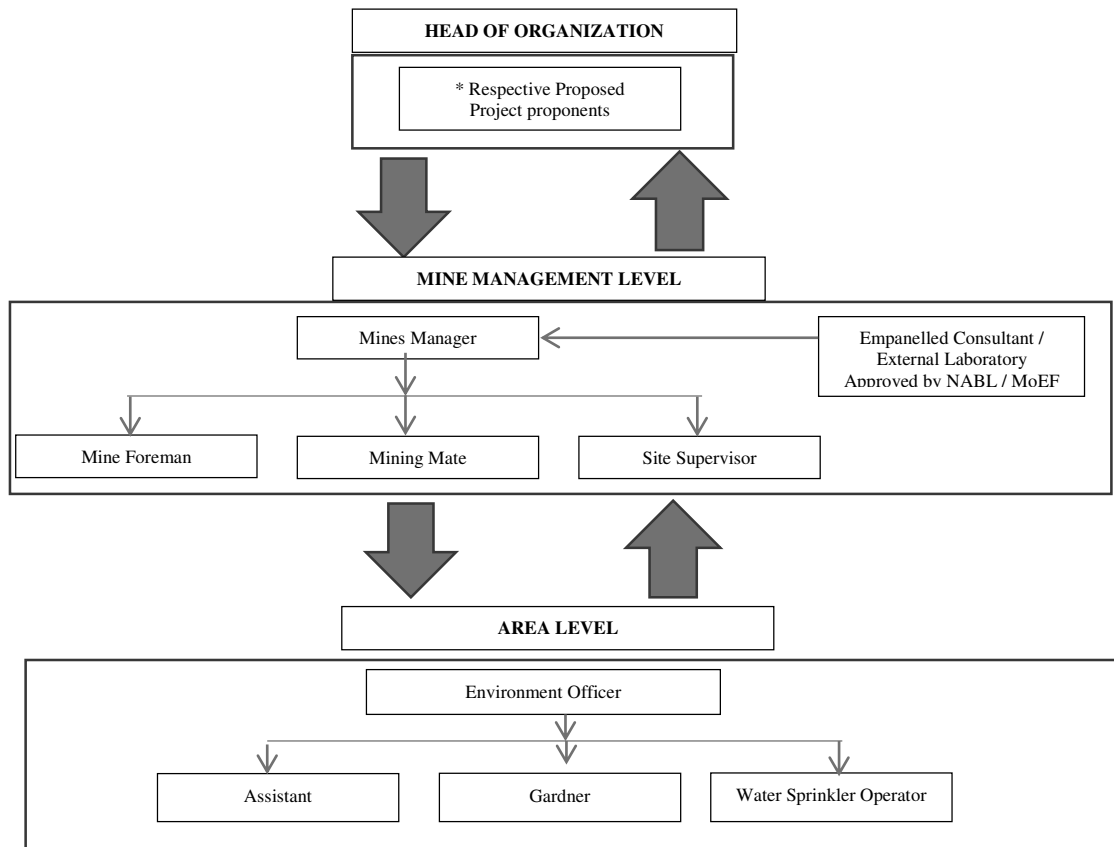 HEAD OF ORGANIZATION
* Respective Proposed
Project proponents
MINE MANAGEMENT LEVEL
Mines Manager
Empanelled Consultant /
External Laboratory
Approved by NABL / MoEF
Mine Foreman
Mining Mate
Site Supervisor
AREA LEVEL
Environment Officer
Assistant
Gardner
Water Sprinkler Operator